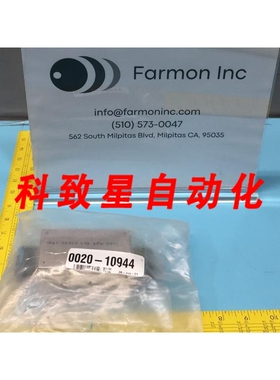 Farmon Inc
info@farmoninc.com
(510) 573-0047
562 South Milpitas Blvd, Milpitas CA, 95035
科致星自动化
0020-10944